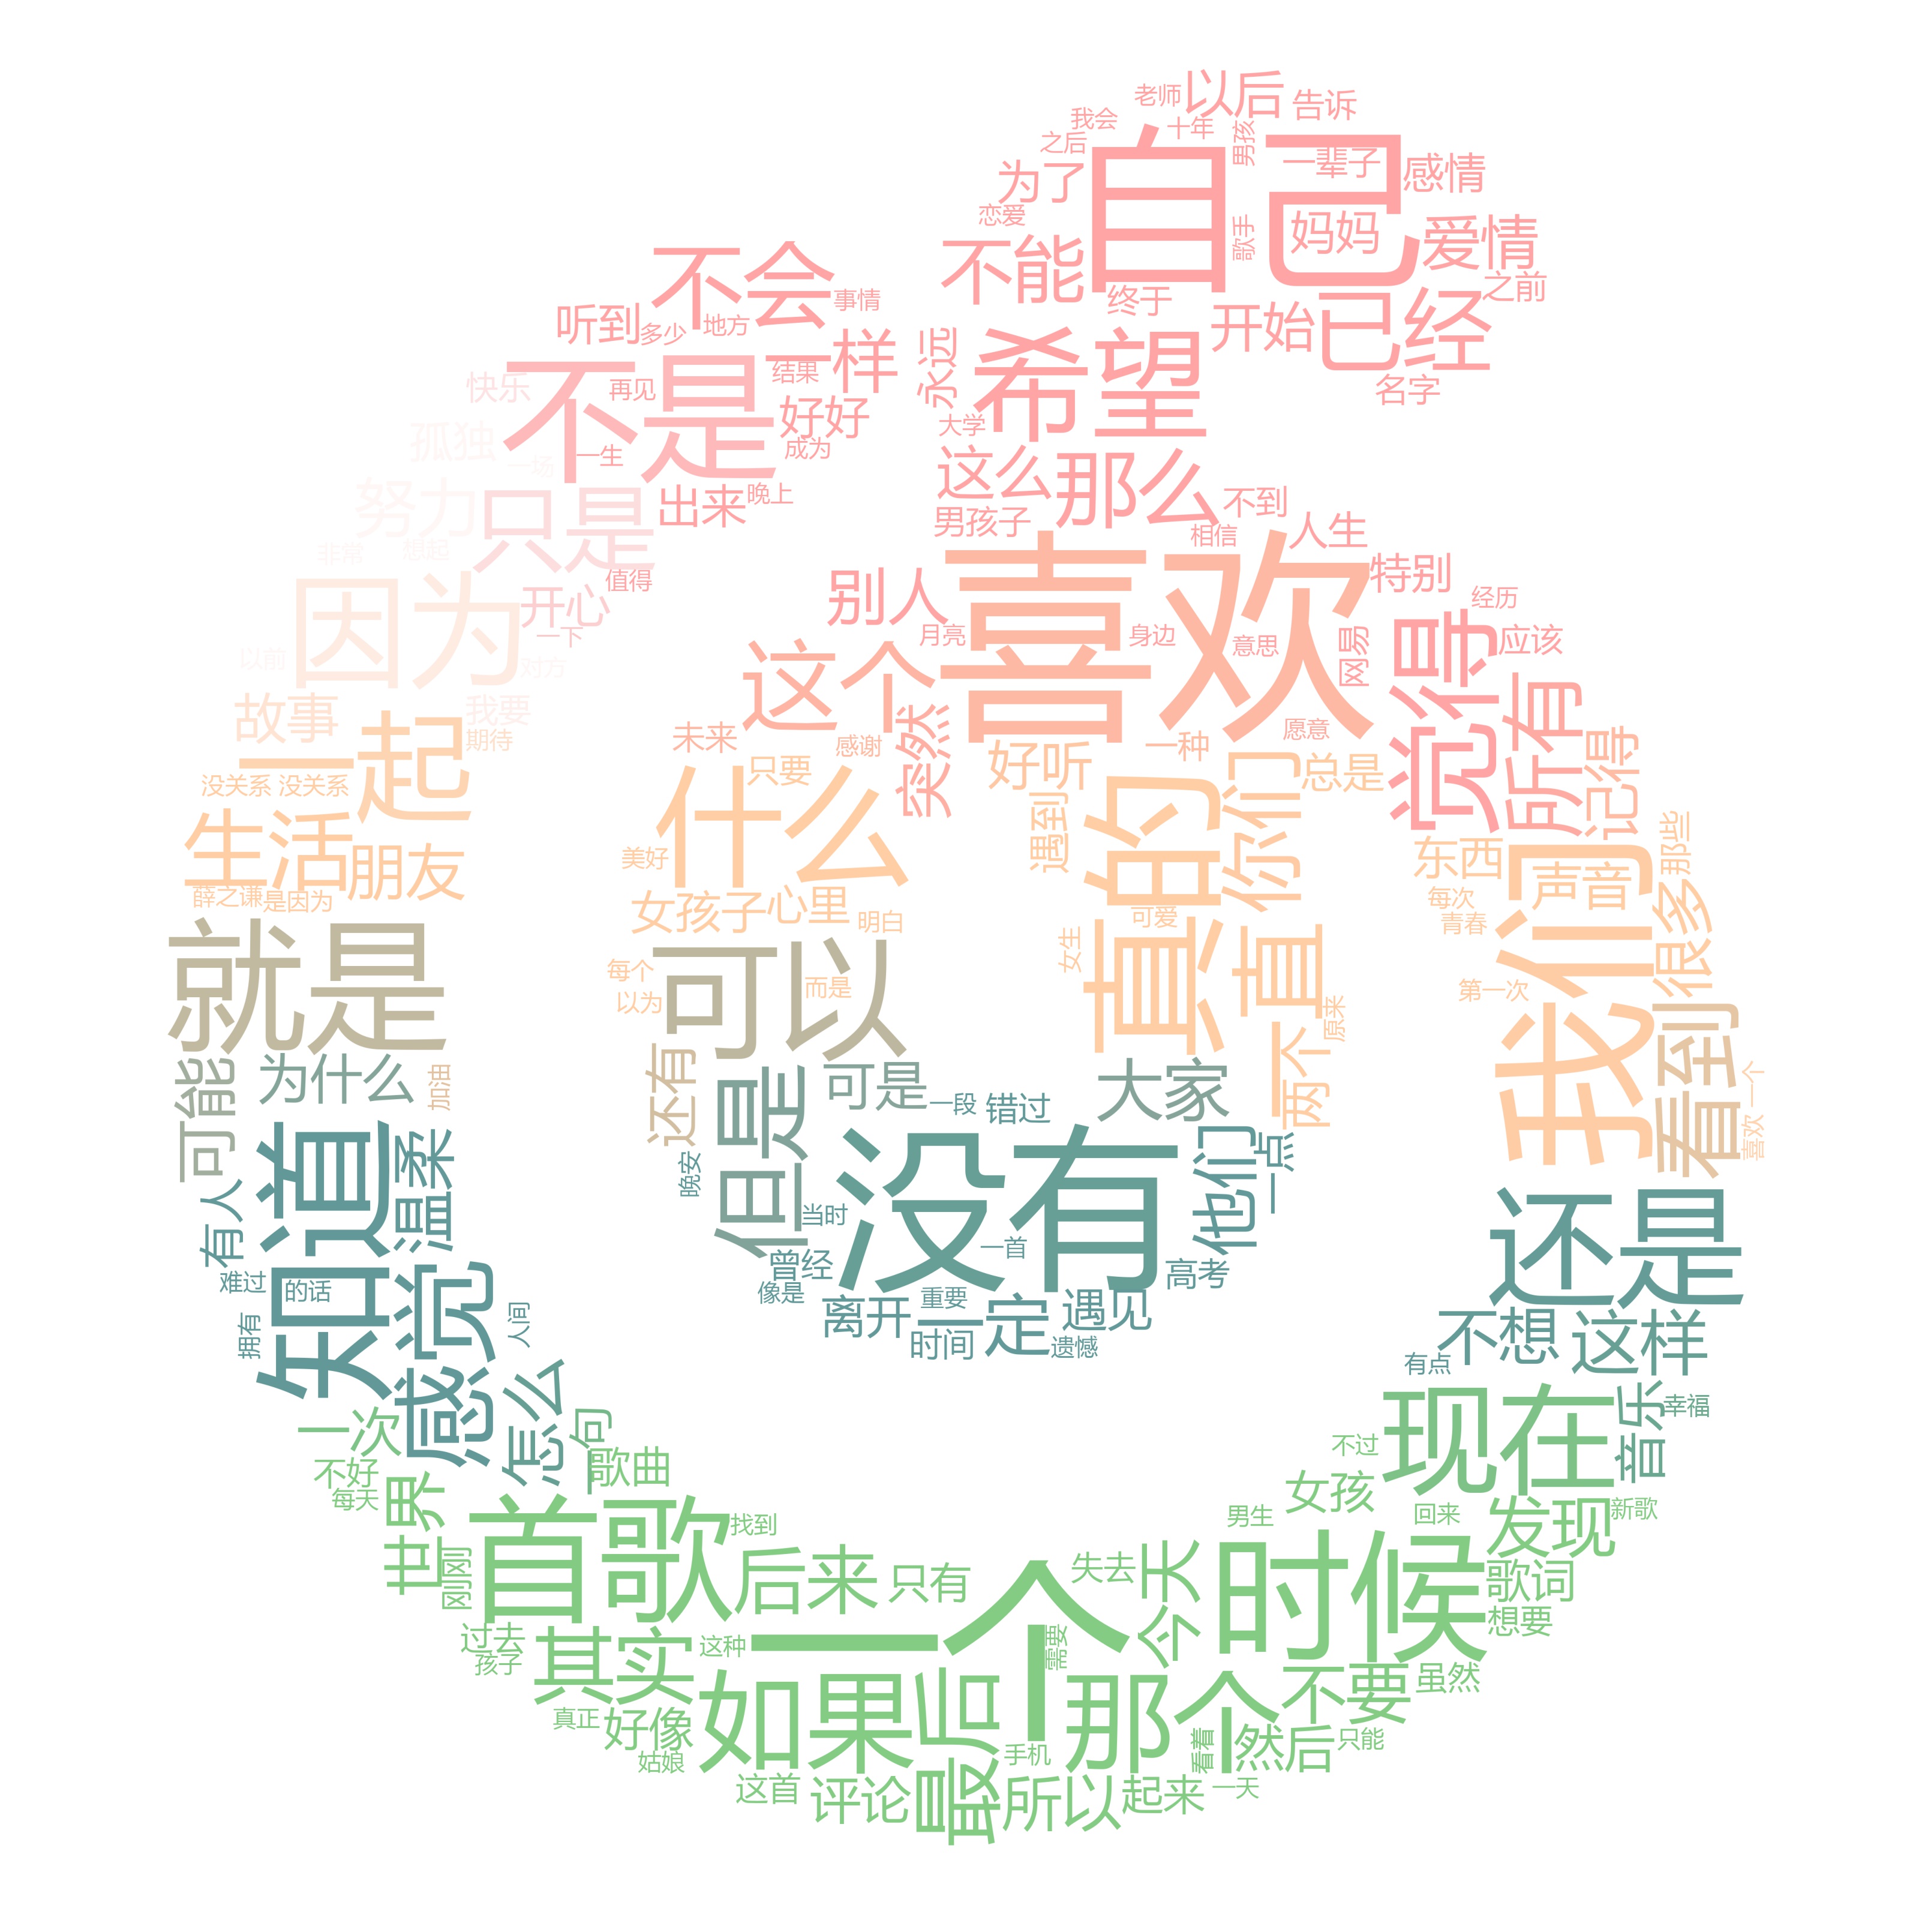 老师
以后
告诉
我会
十年
之后
男孩
一辈子
感情
为了
自己
恋爱
歌手
妈妈
爱情
不能
之前
不会
事情
终于
听到
多少
地方
开始
已经
一样
永远
希望
结果
名字
快乐
再见
不是
好好
大学
孤独
一场
一生
成为
这么
那么
努力
只是
出来
晚上
男孩子
不到
相信
人生
非常
想起
喜欢
特别
因为
开心
值得
别人
经历
一下
月亮
身边
意思
网易
觉得
应该
以前
对方
这个
故事
我要
期待
未来
感谢
突然
愿意
所有
一起
好听
一种
记得
没关系
没关系
只要
什么
遇到
真的
你们
总是
生活
朋友
美好
东西
声音
那些
薛之谦
是因为
女孩子
心里
明白
可爱
每次
青春
我们
很多
就是
每个
可以
女生
一直
以为
而是
第一次
原来
看到
可能
为什么
加油
还有
但是
可是
一段
错过
大家
两个
喜欢一个
知道
温柔
晚安
没有
他们
一点
有人
当时
一首
还是
难过
的话
曾经
高考
像是
重要
离开
一定
遇见
拥有
感觉
人间
时间
遗憾
不想
这样
有点
怎么
一句
现在
音乐
幸福
一次
不好
歌曲
不过
每天
世界
女孩
首歌
找到
男生
回来
发现
新歌
刚刚
后来
只有
一个
失去
今天
时候
歌词
过去
其实
这种
需要
想要
孩子
如果
最后
那个
不要
虽然
真正
好像
姑娘
手机
看着
然后
只能
这首
评论
所以
起来
一天